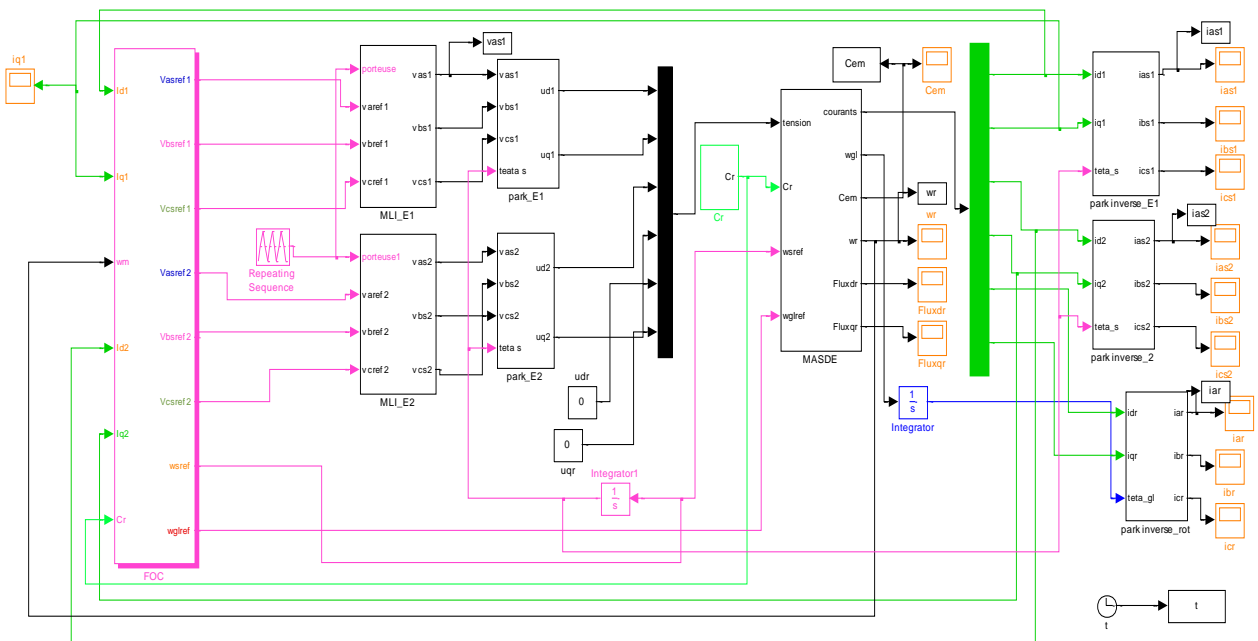 iq1
FOC
Id1
Iq1
wm
Id2
Iq2
Cr
Vasref1
Vbsref1
Vcsref1
Vasref2
Vbsref2
Vcsref2
wsref
wglref
Repeating
Sequence
porteuse
varef1
vbref1
vcref1
vas1
vbs1
vcs1
MLI_E1
porteuse1
varef2
vbref2
vcref2
vas2
vbs2
vcs2
MLI_E2
vas1
vas1
vbs1
vcs1
teata s
ud1
uq1
park_E1
vas2
vbs2
vcs2
teta s
ud2
uq2
park_E2
udr
0
0
uqr
Integrator1
1
s
Cr
Cr
tension
Cr
wsref
wglref
courants
wgl
Cem
wr
Fluxdr
Fluxqr
MASDE
Cem
Cem
wr
wr
Fluxdr
Fluxqr
1
s
Integrator
id1
iq1
teta_s
ias1
ibs1
ics1
park inverse_E1
ias1
ias1
ibs1
ics1
id2
iq2
teta_s
ias2
ibs2
ics2
park inverse_2
ias2
ias2
ibs2
ics2
idr
iqr
teta_gl
iar
ibr
icr
park inverse_rot
iar
iar
ibr
icr
t
t